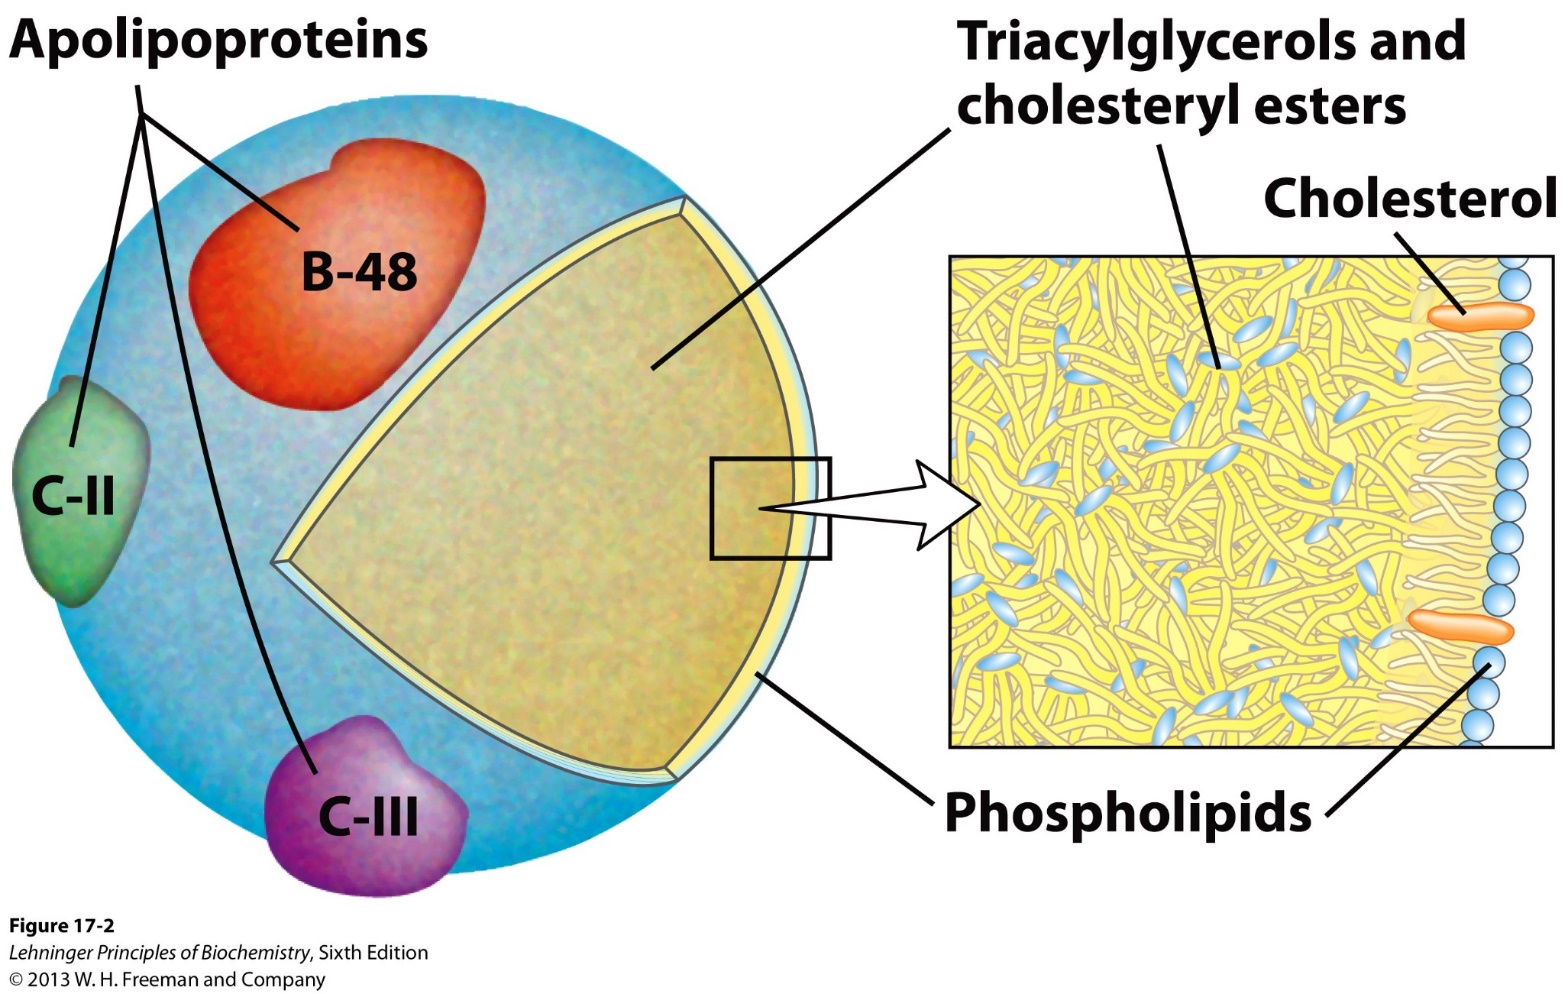 Apolipoproteins
Triacylglycerols and
cholesteryl esters
Cholesterol
B-48
C-II
C-III
Phospholipids
Figure 17-2
Lehninger Principles of Biochemistry, Sixth Edition
© 2013 W. H. Freeman and Company